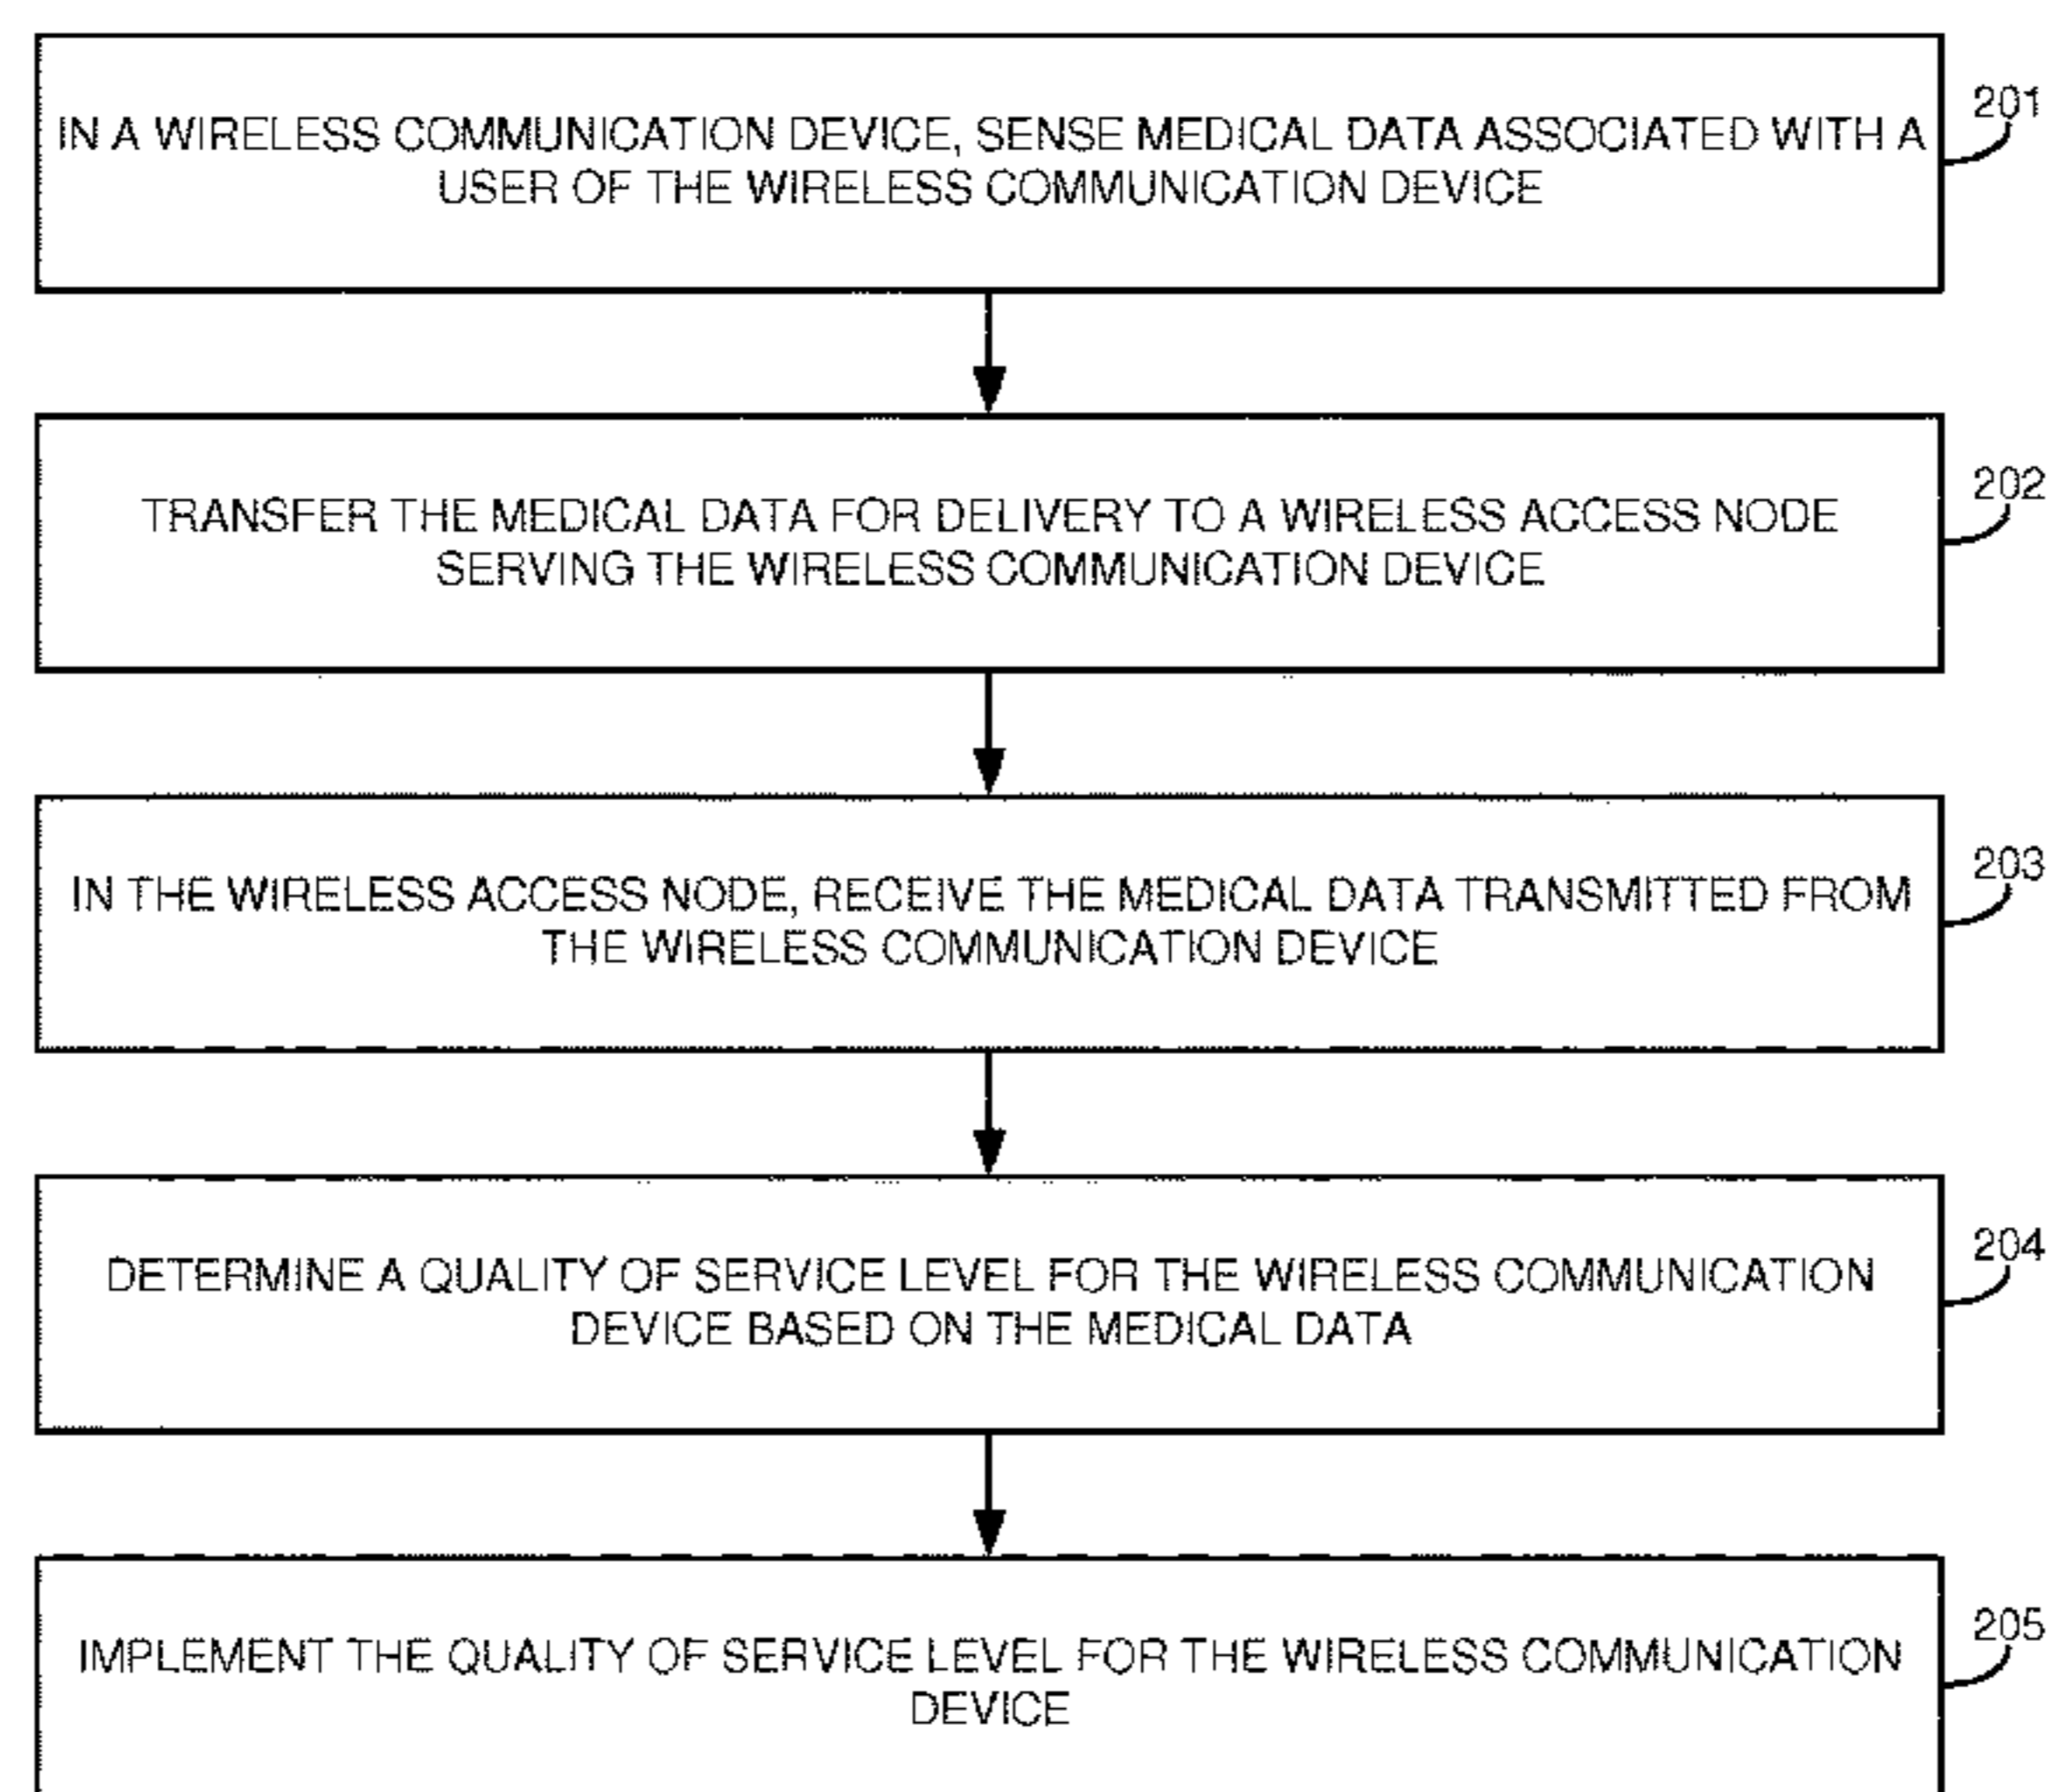 IN A WIRELESS COMMUNICATION DEVICE, SENSE MEDICAL DATA ASSOCIATED WITH A
USER OF THE WIRELESS COMMUNICATION DEVICE
201
TRANSFER THE MEDICAL DATA FOR DELIVERY TO A WIRELESS ACCESS NODE
SERVING THE WIRELESS COMMUNICATION DEVICE
202
IN THE WIRELESS ACCESS NODE, RECEIVE THE MEDICAL DATA TRANSMITTED FROM
THE WIRELESS COMMUNICATION DEVICE
203
DETERMINE A QUALITY OF SERVICE LEVEL FOR THE WIRELESS COMMUNICATION
DEVICE BASED ON THE MEDICAL DATA
204
IMPLEMENT THE QUALITY OF SERVICE LEVEL FOR THE WIRELESS COMMUNICATION
DEVICE
205